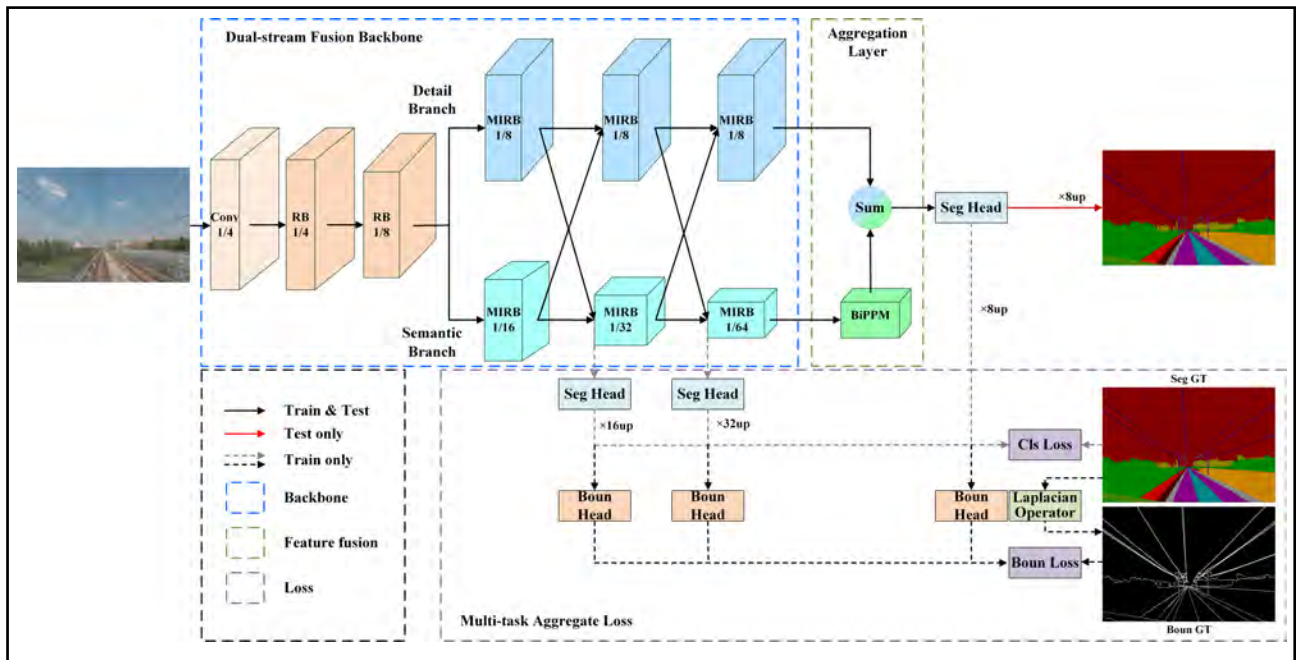 Dual-stream Fusion Backbone
Aggregation
Layer
Detail
Branch
MIRB
1/8
MIRB
1/8
MIRB
1/8
Conv
1/4
RB
1/4
RB
1/8
Sum
Seg Head
×8up
Semantic
Branch
MIRB
1/16
MIRB
1/32
MIRB
1/64
BiPPM
×8up
Seg Head
Seg Head
×16up
×32up
Seg GT
Cls Loss
Boun
Head
Boun
Head
Boun
Head
Laplacian
Operator
Boun Loss
Boun GT
Multi-task Aggregate Loss
Train & Test
Test only
Train only
Backbone
Feature fusion
Loss